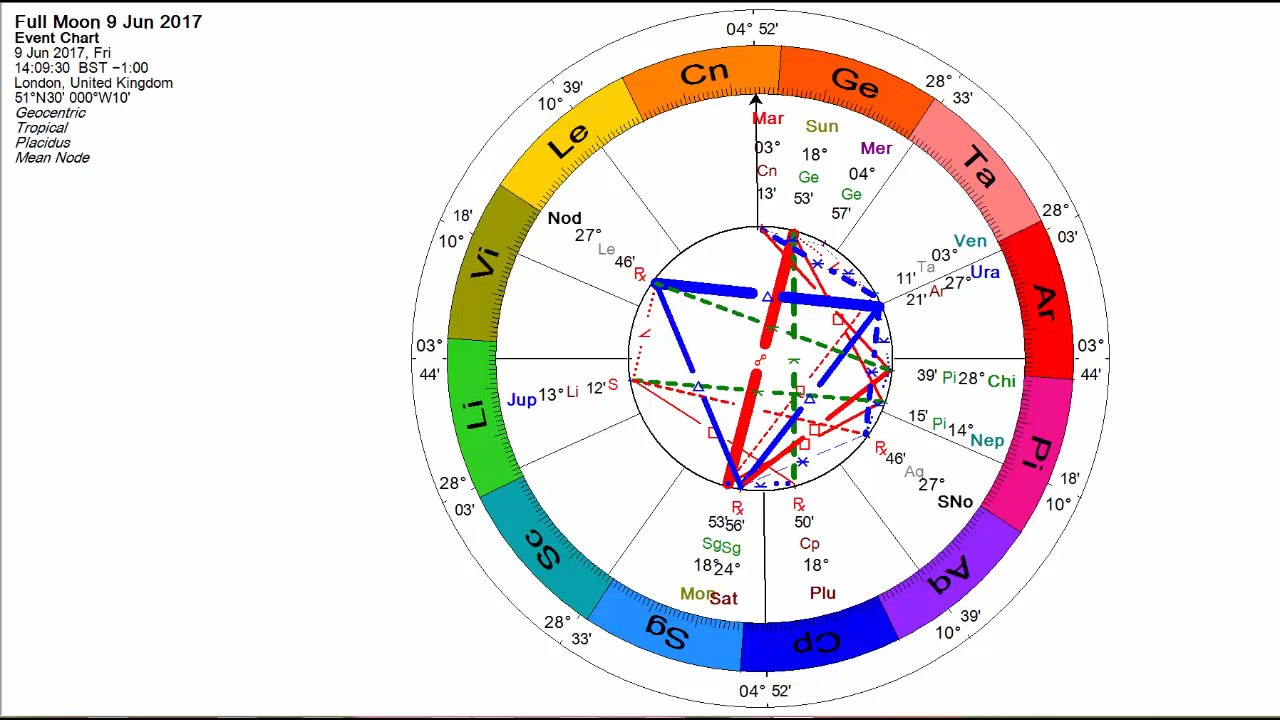 Full Moon 9 Jun 2017
Event Chart
9 Jun 2017, Fri
14:09:30 BST −1:00
London, United Kingdom
51°N30' 000°W10'
Geocentric
Tropical
Placidus
Mean Node
04° 52'
28° 33'
28° 03'
03° 44'
18' 10°
10° 39'
04° 52'
28° 33'
28° 03'
03° 44'
18' 10°
10° 39'
Cn
Ge
Ta
Ar
Pi
Aq
Cp
Sg
Sc
Li
Vi
Le
Mar 03° Cn 13'
Sun 18° Ge 53'
Mer 04° Ge 57'
Ven 03° Ta 11'
Ura 27° Ar 21'
Nod 27° Le 46' ℞
Chi 28° Pi 39'
Jup 13° Li 12' S
Nep 14° Pi 15'
SNo 27° Aq 46' ℞
Mon 18° Sg 53'
Sat 24° Sg 56' ℞
Plu 18° Cp 50' ℞